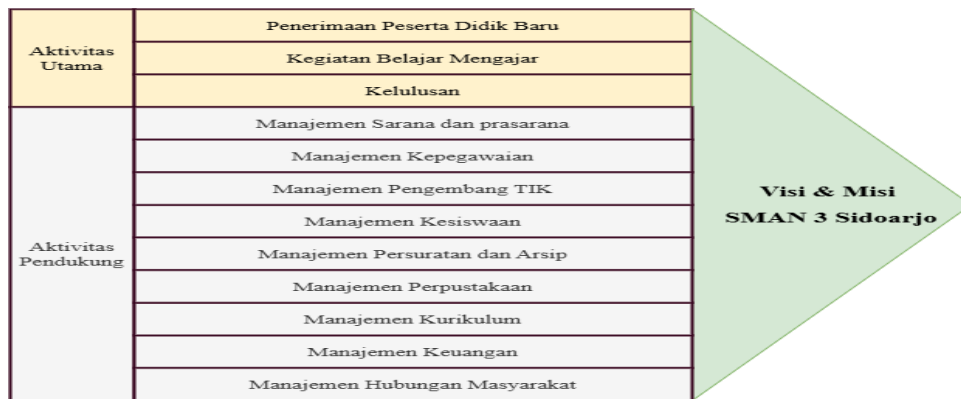 Aktivitas
Utama
Penerimaan Peserta Didik Baru
Kegiatan Belajar Mengajar
Kelulusan
Aktivitas
Pendukung
Manajemen Sarana dan prasarana
Manajemen Kepegawaian
Manajemen Pengembang TIK
Manajemen Kesiswaan
Manajemen Persuratan dan Arsip
Manajemen Perpustakaan
Manajemen Kurikulum
Manajemen Keuangan
Manajemen Hubungan Masyarakat
Visi & Misi
SMAN 3 Sidoarjo